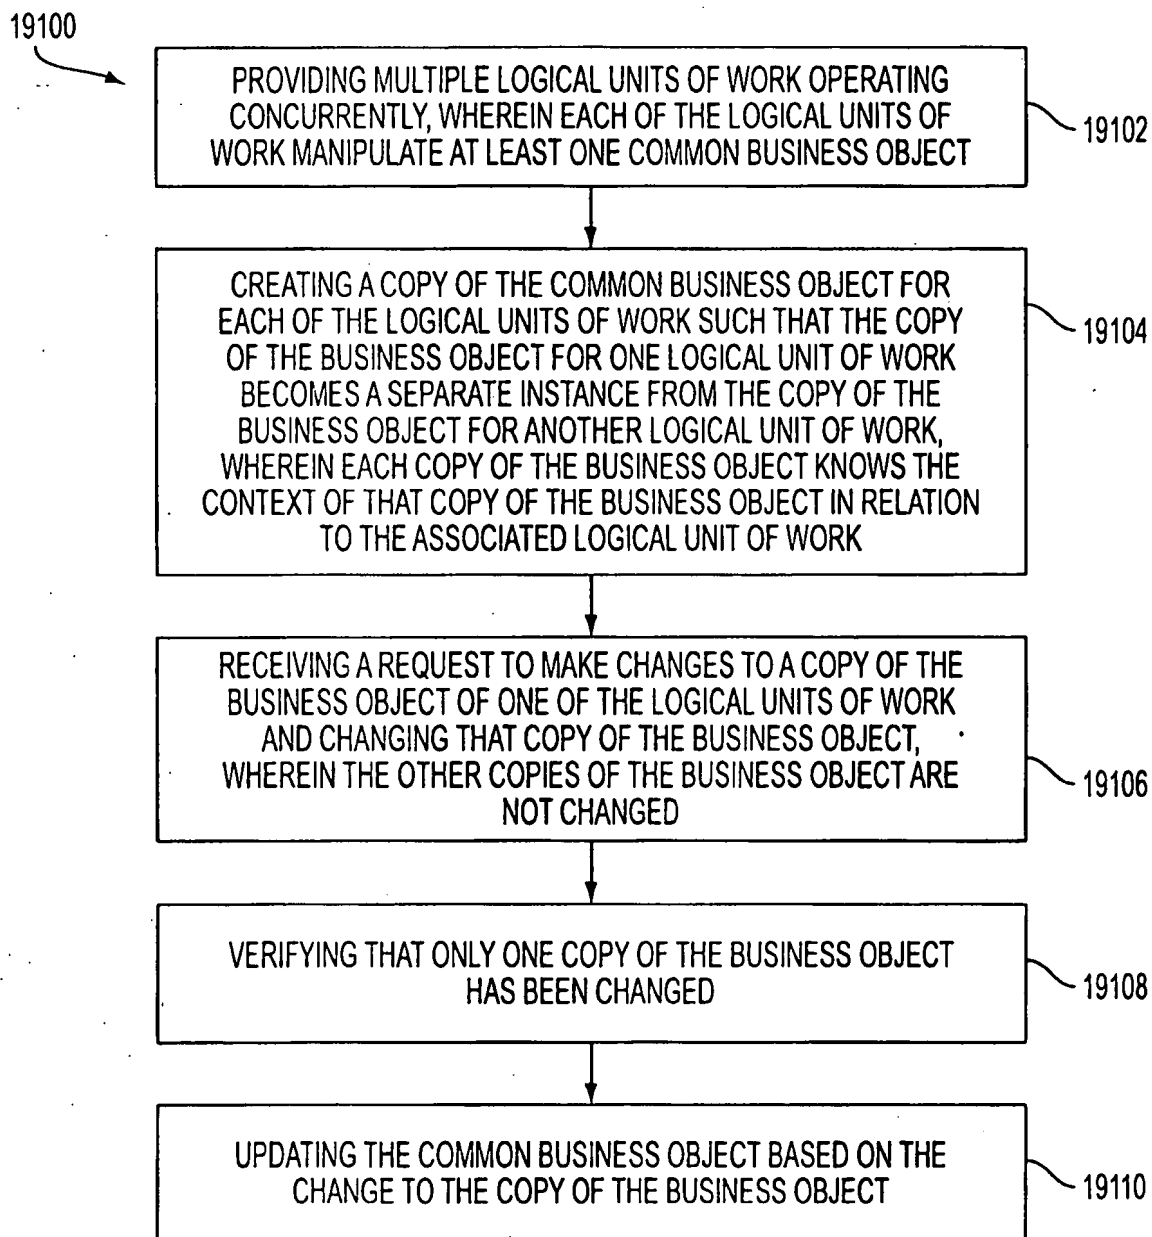 19100
PROVIDING MULTIPLE LOGICAL UNITS OF WORK OPERATING
CONCURRENTLY, WHEREIN EACH OF THE LOGICAL UNITS OF
WORK MANIPULATE AT LEAST ONE COMMON BUSINESS OBJECT
19102
CREATING A COPY OF THE COMMON BUSINESS OBJECT FOR
EACH OF THE LOGICAL UNITS OF WORK SUCH THAT THE COPY
OF THE BUSINESS OBJECT FOR ONE LOGICAL UNIT OF WORK
BECOMES A SEPARATE INSTANCE FROM THE COPY OF THE
BUSINESS OBJECT FOR ANOTHER LOGICAL UNIT OF WORK,
WHEREIN EACH COPY OF THE BUSINESS OBJECT KNOWS THE
CONTEXT OF THAT COPY OF THE BUSINESS OBJECT IN RELATION
TO THE ASSOCIATED LOGICAL UNIT OF WORK
19104
RECEIVING A REQUEST TO MAKE CHANGES TO A COPY OF THE
BUSINESS OBJECT OF ONE OF THE LOGICAL UNITS OF WORK
AND CHANGING THAT COPY OF THE BUSINESS OBJECT,
WHEREIN THE OTHER COPIES OF THE BUSINESS OBJECT ARE
NOT CHANGED
19106
VERIFYING THAT ONLY ONE COPY OF THE BUSINESS OBJECT
HAS BEEN CHANGED
19108
UPDATING THE COMMON BUSINESS OBJECT BASED ON THE
CHANGE TO THE COPY OF THE BUSINESS OBJECT
19110